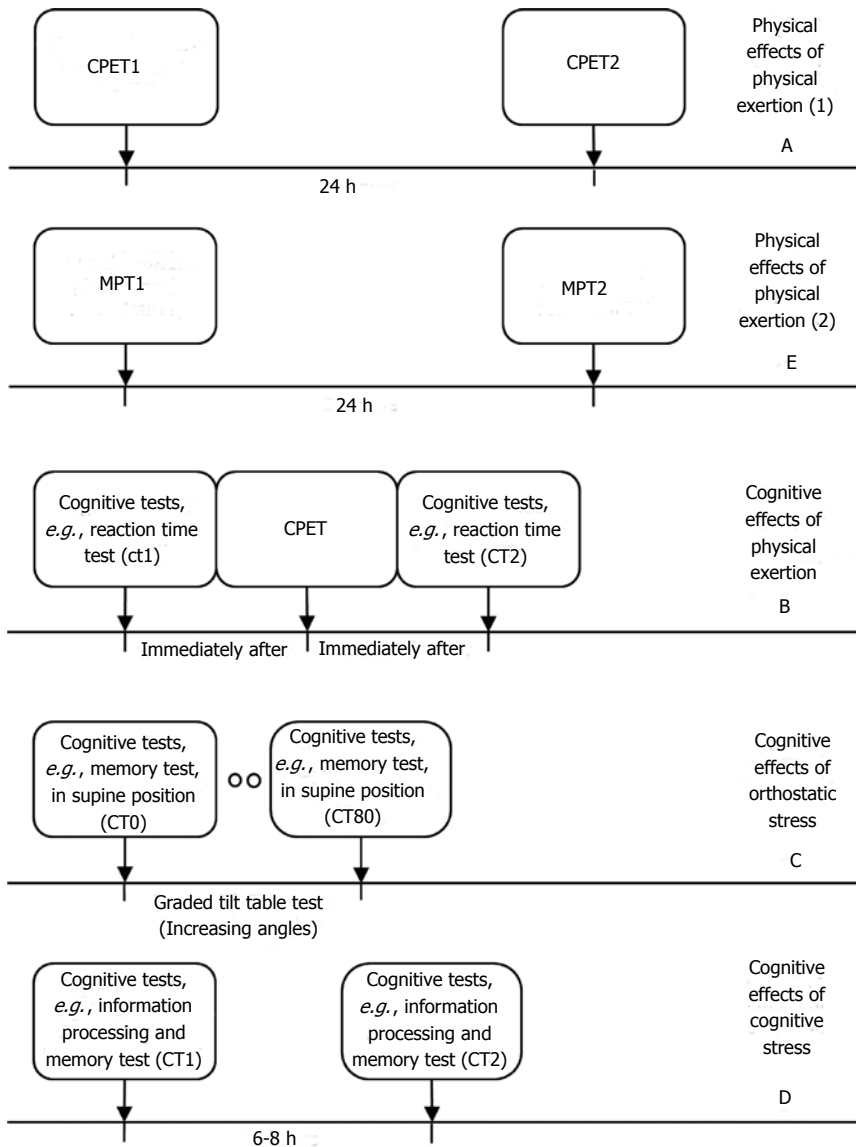 CPET1
CPET2
Physical
effects of
physical
exertion (1)
A
24 h
MPT1
MPT2
Physical
effects of
physical
exertion (2)
E
24 h
Cognitive tests,
e.g., reaction time
test (ct1)
CPET
Cognitive tests,
e.g., reaction time
test (CT2)
Cognitive
effects of
physical
exertion
B
Immediately after
Immediately after
Cognitive tests,
e.g., memory test,
in supine position
(CT0)
Cognitive tests,
e.g., memory test,
in supine position
(CT80)
Cognitive
effects of
orthostatic
stress
C
Graded tilt table test
(Increasing angles)
Cognitive tests,
e.g., information
processing and
memory test (CT1)
Cognitive tests,
e.g., information
processing and
memory test (CT2)
Cognitive
effects of
cognitive
stress
D
6-8 h